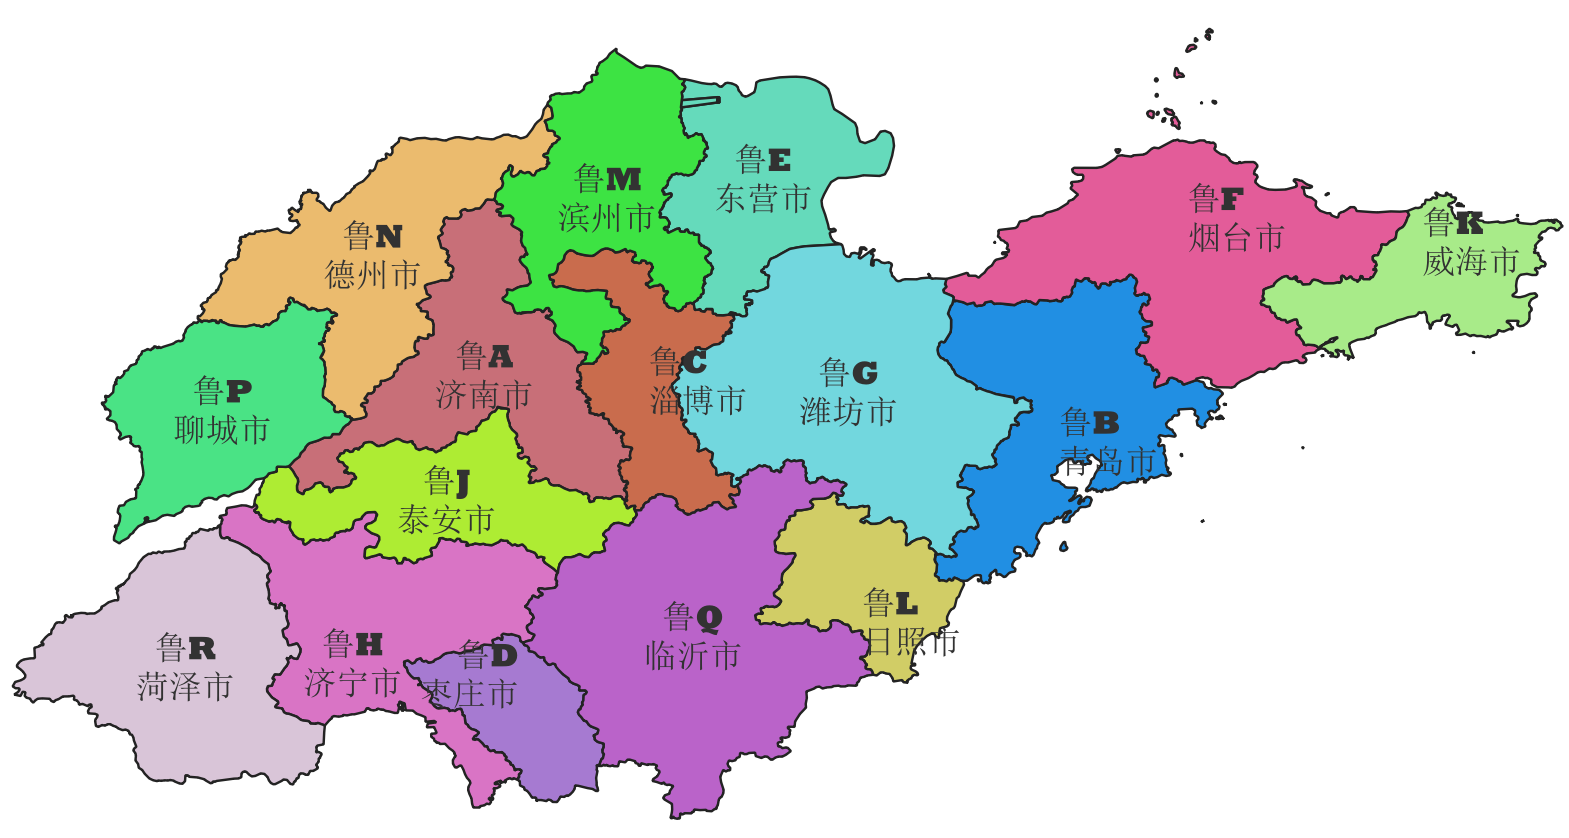 鲁E
东营市
鲁M
滨州市
鲁F
烟台市
鲁K
威海市
鲁N
德州市
鲁A
济南市
鲁C
淄博市
鲁G
潍坊市
鲁P
聊城市
鲁B
青岛市
鲁J
泰安市
鲁L
日照市
鲁Q
临沂市
鲁R
菏泽市
鲁H
济宁市
鲁D
枣庄市